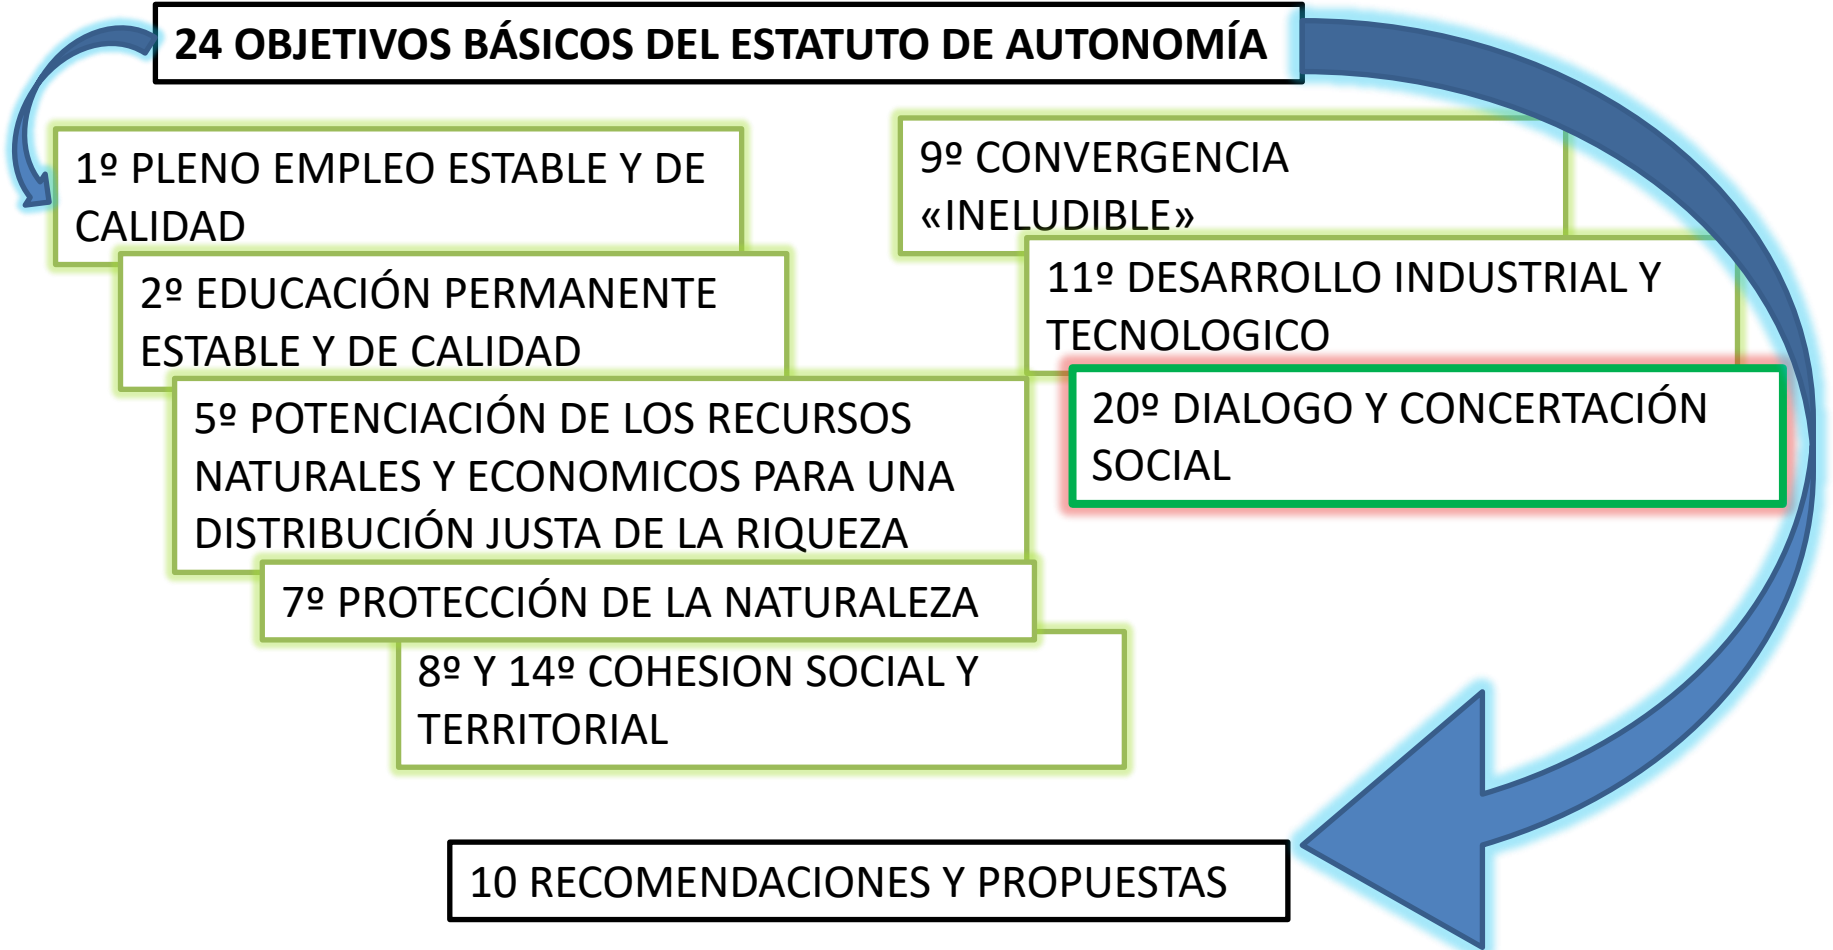 24 OBJETIVOS BÁSICOS DEL ESTATUTO DE AUTONOMÍA
1º PLENO EMPLEO ESTABLE Y DE
CALIDAD
2º EDUCACIÓN PERMANENTE
ESTABLE Y DE CALIDAD
5º POTENCIACIÓN DE LOS RECURSOS
NATURALES Y ECONOMICOS PARA UNA
DISTRIBUCIÓN JUSTA DE LA RIQUEZA
7º PROTECCIÓN DE LA NATURALEZA
8º Y 14º COHESION SOCIAL Y
TERRITORIAL
9º CONVERGENCIA
«INELUDIBLE»
11º DESARROLLO INDUSTRIAL Y
TECNOLOGICO
20º DIALOGO Y CONCERTACIÓN
SOCIAL
10 RECOMENDACIONES Y PROPUESTAS